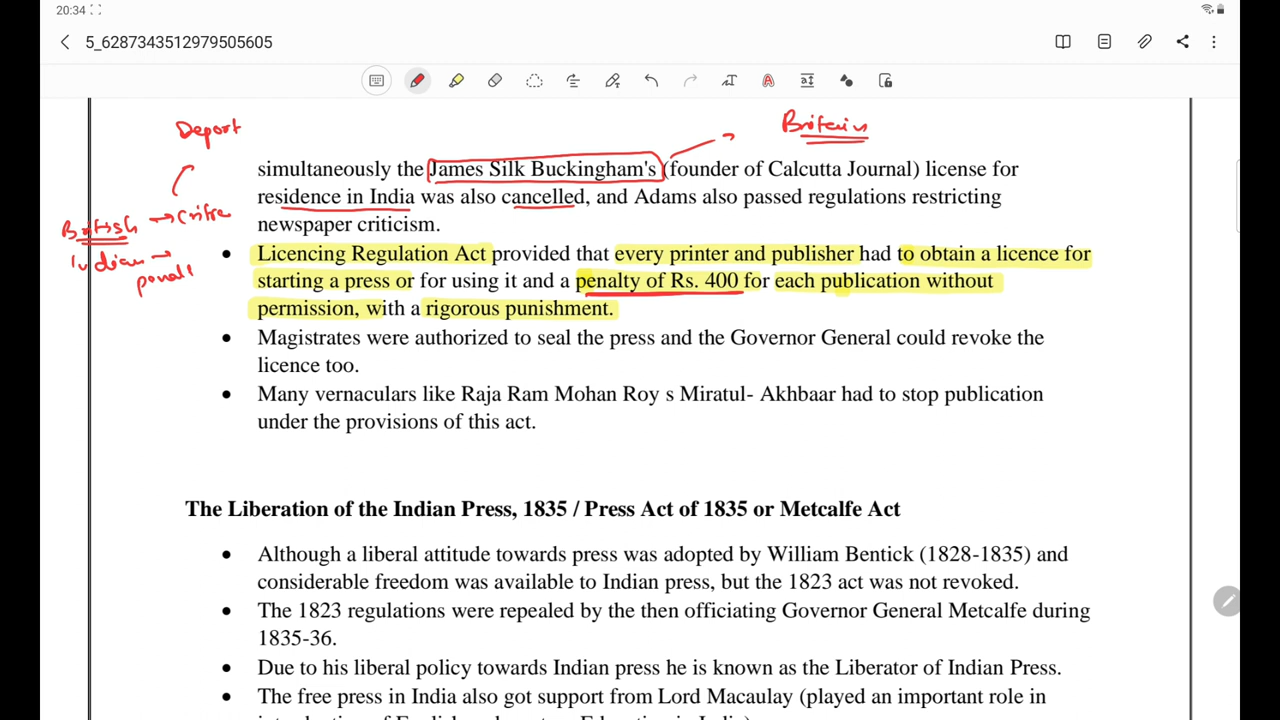 20:34
5_6287343512979505605
Deport
Britain
simultaneously the James Silk Buckingham's (founder of Calcutta Journal) license for
residence in India was also cancelled, and Adams also passed regulations restricting
British
newspaper criticism.
Indian
Licencing Regulation Act provided that every printer and publisher had to obtain a licence for
starting a press or for using it and a penalty of Rs. 400 for each publication without
permission, with a rigorous punishment.
Magistrates were authorized to seal the press and the Governor General could revoke the
licence too.
Many vernaculars like Raja Ram Mohan Roy s Miratul- Akhbaar had to stop publication
under the provisions of this act.
The Liberation of the Indian Press, 1835 / Press Act of 1835 or Metcalfe Act
Although a liberal attitude towards press was adopted by William Bentick (1828-1835) and
considerable freedom was available to Indian press, but the 1823 act was not revoked.
The 1823 regulations were repealed by the then officiating Governor General Metcalfe during
1835-36.
Due to his liberal policy towards Indian press he is known as the Liberator of Indian Press.
The free press in India also got support from Lord Macaulay (played an important role in